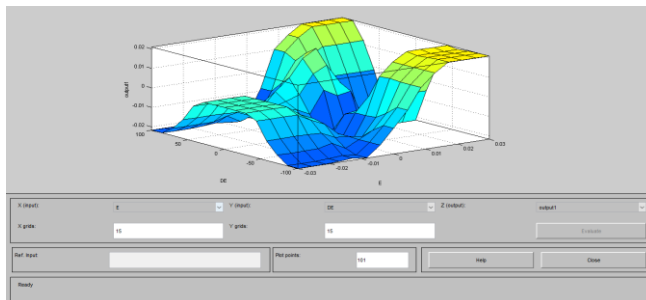 0.02
0.01
0
-0.01
-0.02
output1
100
50
0
-50
-100
DE
-0.03
-0.02
-0.01
0
0.01
0.02
0.03
E
X (input): E Y (input): DE Z (output): output1
X grids: 15 Y grids: 15 Evaluate
Ref. input: Plot points: 101 Help Close
Ready